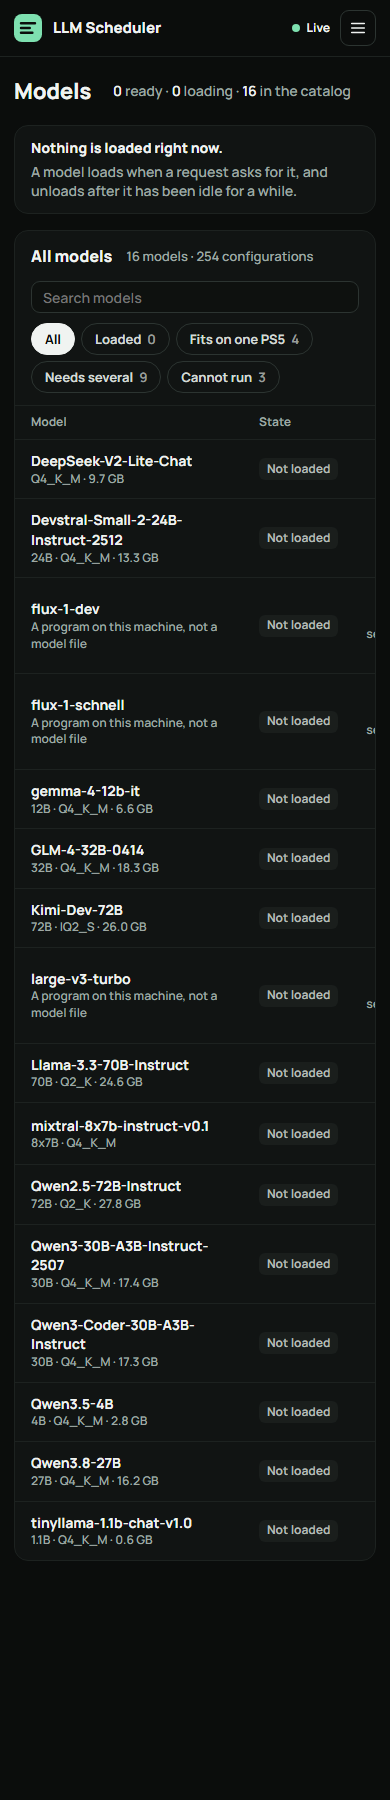 LLM Scheduler
Live
Models
0 ready · 0 loading · 16 in the catalog
Nothing is loaded right now.
A model loads when a request asks for it, and
unloads after it has been idle for a while.
All models
16 models · 254 configurations
Search models
All
Loaded 0
Fits on one PS5 4
Needs several 9
Cannot run 3
Model
State
DeepSeek-V2-Lite-Chat
Q4_K_M · 9.7 GB
Not loaded
Devstral-Small-2-24B-
Instruct-2512
24B · Q4_K_M · 13.3 GB
Not loaded
flux-1-dev
A program on this machine, not a
model file
Not loaded
flux-1-schnell
A program on this machine, not a
model file
Not loaded
gemma-4-12b-it
12B · Q4_K_M · 6.6 GB
Not loaded
GLM-4-32B-0414
32B · Q4_K_M · 18.3 GB
Not loaded
Kimi-Dev-72B
72B · IQ2_S · 26.0 GB
Not loaded
large-v3-turbo
A program on this machine, not a
model file
Not loaded
Llama-3.3-70B-Instruct
70B · Q2_K · 24.6 GB
Not loaded
mixtral-8x7b-instruct-v0.1
8x7B · Q4_K_M
Not loaded
Qwen2.5-72B-Instruct
72B · Q2_K · 27.8 GB
Not loaded
Qwen3-30B-A3B-Instruct-
2507
30B · Q4_K_M · 17.4 GB
Not loaded
Qwen3-Coder-30B-A3B-
Instruct
30B · Q4_K_M · 17.3 GB
Not loaded
Qwen3.5-4B
4B · Q4_K_M · 2.8 GB
Not loaded
Qwen3.8-27B
27B · Q4_K_M · 16.2 GB
Not loaded
tinyllama-1.1b-chat-v1.0
1.1B · Q4_K_M · 0.6 GB
Not loaded